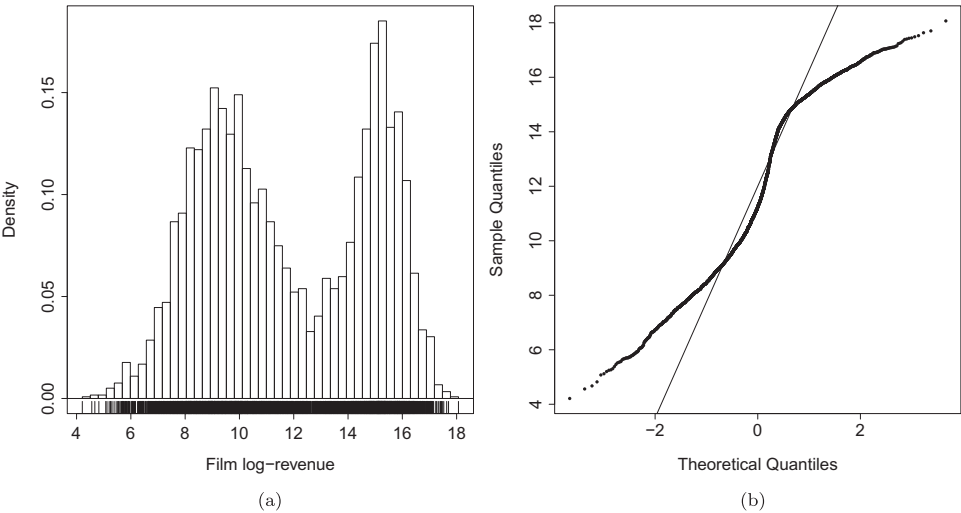 Density
0.15
0.10
0.05
0.00
4 6 8 10 12 14 16 18
Film log−revenue
(a)
Sample Quantiles
18
16
14
12
10
8
6
4
−2 0 2
Theoretical Quantiles
(b)